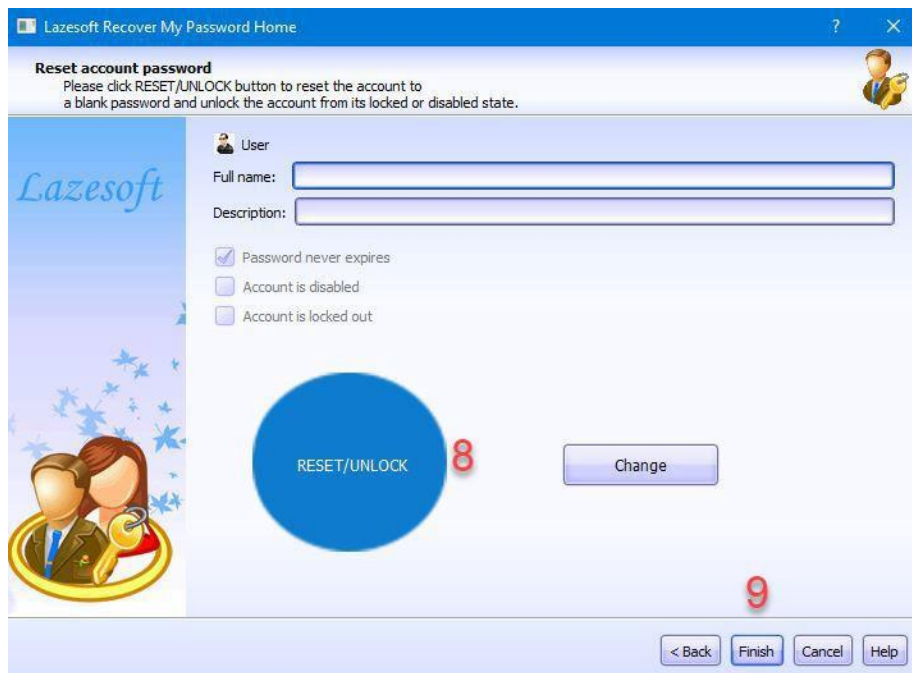 Lazesoft Recover My Password Home
Reset account password
Please click RESET/UNLOCK button to reset the account to
a blank password and unlock the account from its locked or disabled state.
Lazesoft
User
Full name:
Description:
Password never expires
Account is disabled
Account is locked out
RESET/UNLOCK 8 Change
9
< Back Finish Cancel Help